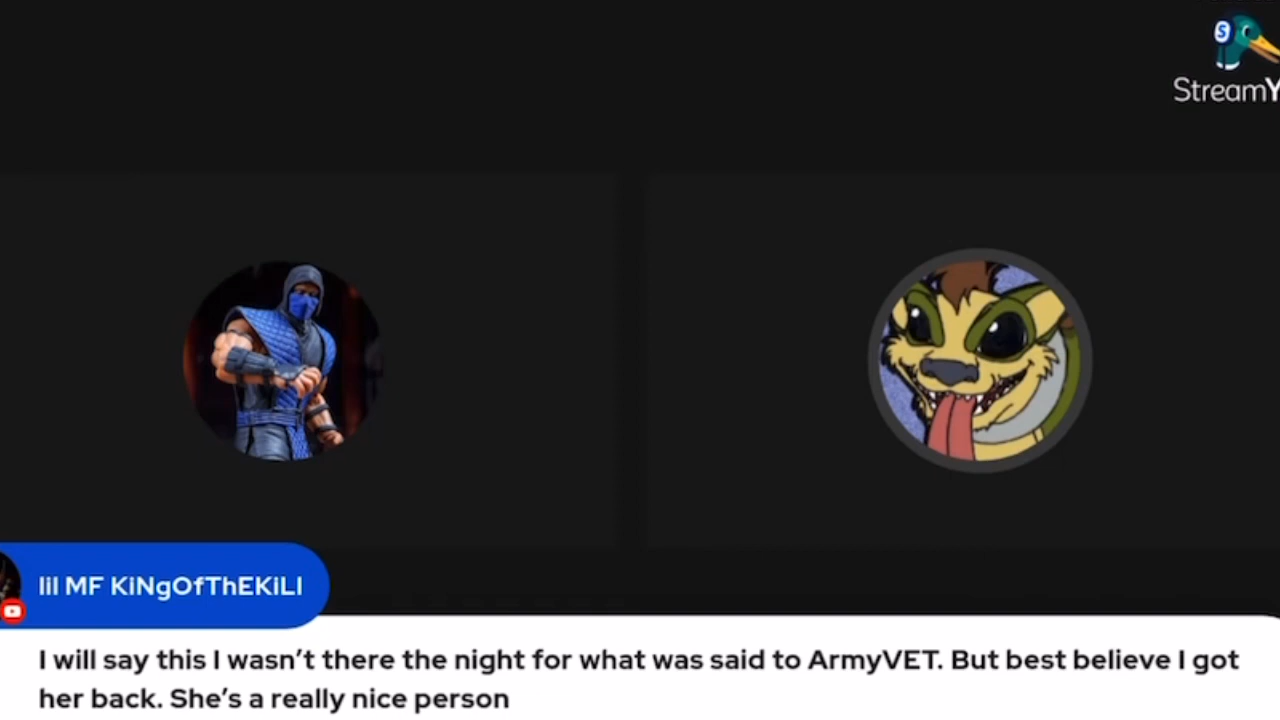 S
StreamY
lil MF KiNgOfThEKiLl
I will say this I wasn't there the night for what was said to ArmyVET. But best believe I got
her back. She's a really nice person